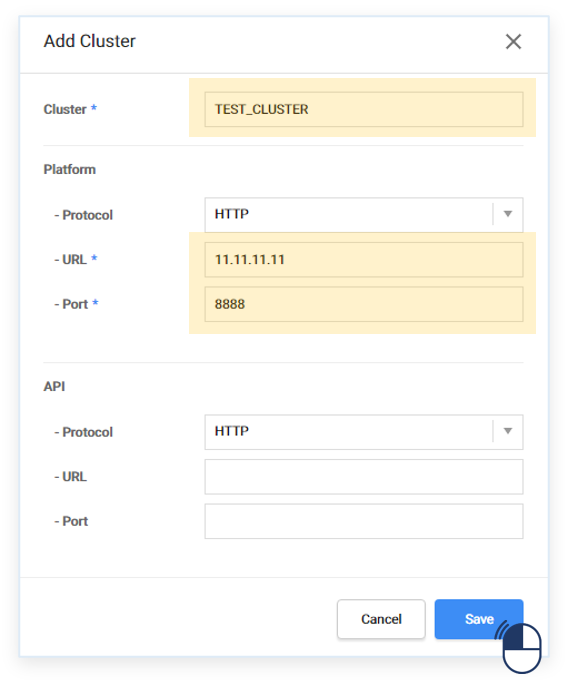 Add Cluster
Cluster *
TEST_CLUSTER
Platform
- Protocol
HTTP
- URL *
11.11.11.11
- Port *
8888
API
- Protocol
HTTP
- URL
- Port
Cancel
Save